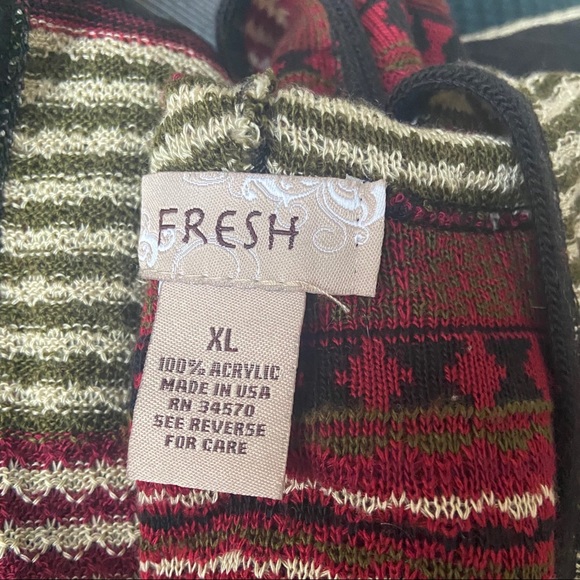 FRESH
XL
100% ACRYLIC
MADE IN USA
RN 34570
SEE REVERSE
FOR CARE